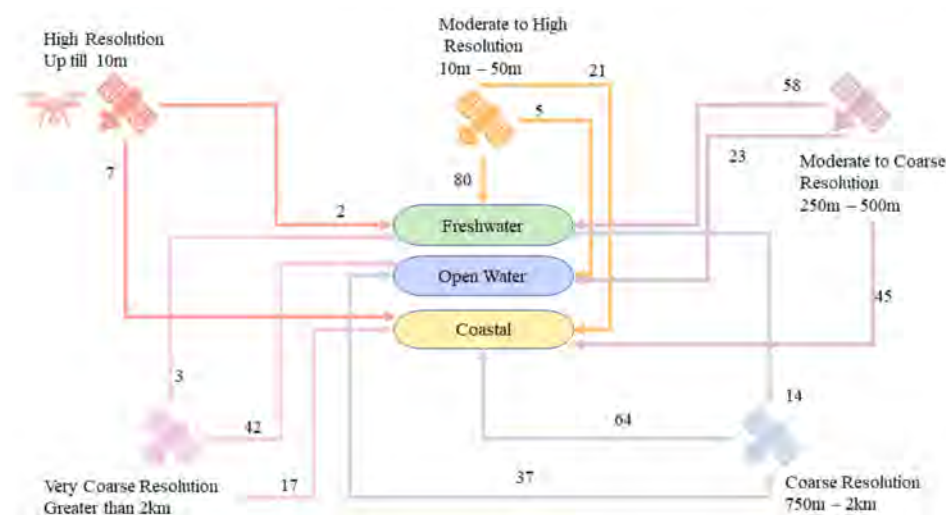 High Resolution
Up till 10m
Moderate to High
Resolution
10m – 50m
21
5
58
23
7
80
2
Moderate to Coarse
Resolution
250m – 500m
Freshwater
Open Water
Coastal
45
3
42
64
14
17
37
Very Coarse Resolution
Greater than 2km
Coarse Resolution
750m – 2km